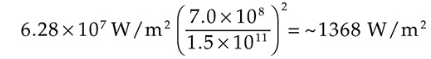 6.28 × 10⁷ W/m² (7.0 × 10⁸ / 1.5 × 10¹¹)² = ~1368 W/m²